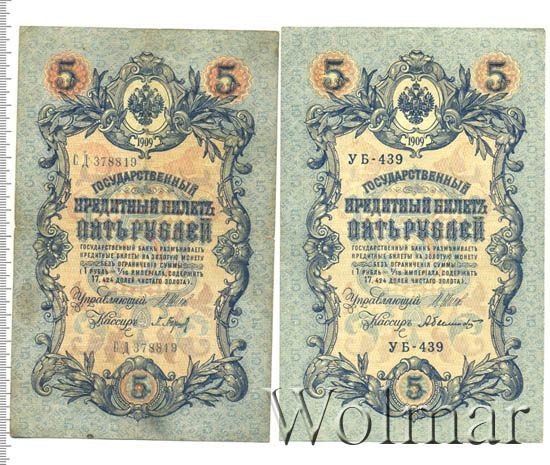 5 5
1909
СД 378819
ГОСУДАРСТВЕННЫЙ
КРЕДИТНЫЙ БИЛЕТЪ
ПЯТЬ РУБЛЕЙ
ГОСУДАРСТВЕННЫЙ БАНКЪ РАЗМѢНИВАЕТЪ
КРЕДИТНЫЕ БИЛЕТЫ НА ЗОЛОТУЮ МОНЕТУ
БЕЗЪ ОГРАНИЧЕНІЯ СУММЫ
(1 РУБЛЬ = 1/15 ИМПЕРІАЛА, СОДЕРЖИТЪ
17,424 ДОЛЕЙ ЧИСТАГО ЗОЛОТА).
Управляющій
Кассиръ
СД 378819
5
5 5
1909
УБ-439
ГОСУДАРСТВЕННЫЙ
КРЕДИТНЫЙ БИЛЕТЪ
ПЯТЬ РУБЛЕЙ
ГОСУДАРСТВЕННЫЙ БАНКЪ РАЗМѢНИВАЕТЪ
КРЕДИТНЫЕ БИЛЕТЫ НА ЗОЛОТУЮ МОНЕТУ
БЕЗЪ ОГРАНИЧЕНІЯ СУММЫ
(1 РУБЛЬ = 1/15 ИМПЕРІАЛА, СОДЕРЖИТЪ
17,424 ДОЛЕЙ ЧИСТАГО ЗОЛОТА).
Управляющій
Кассиръ
УБ-439
5
Wolmar